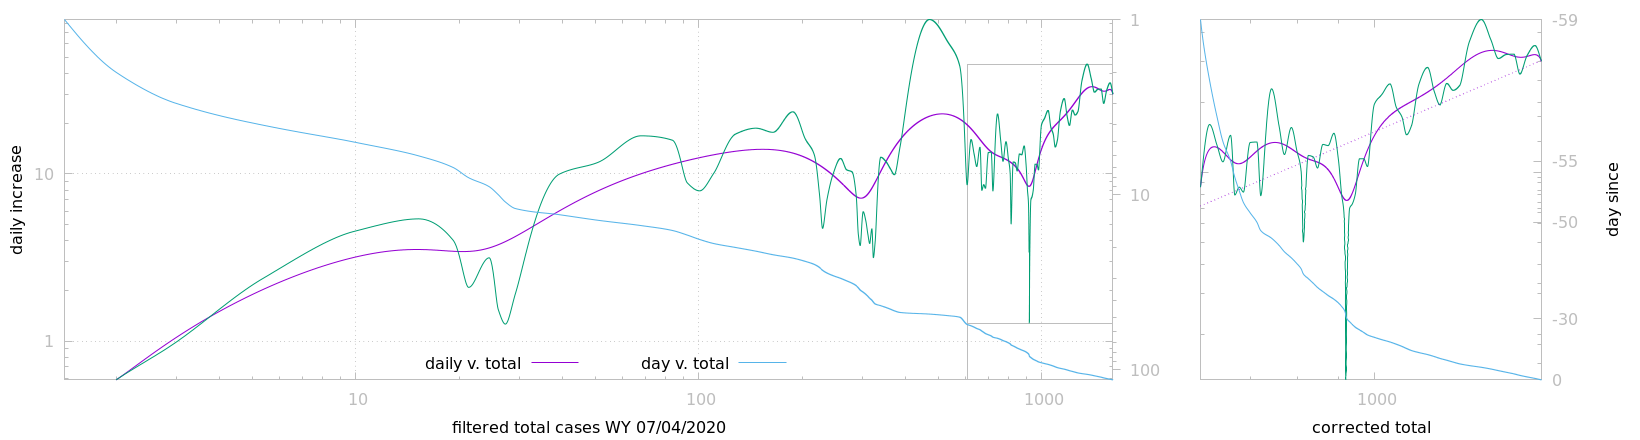 daily increase
10
1
daily v. total
day v. total
10
100
1000
filtered total cases WY 07/04/2020
1
10
100
1000
corrected total
-59
-55
-50
-30
0
day since